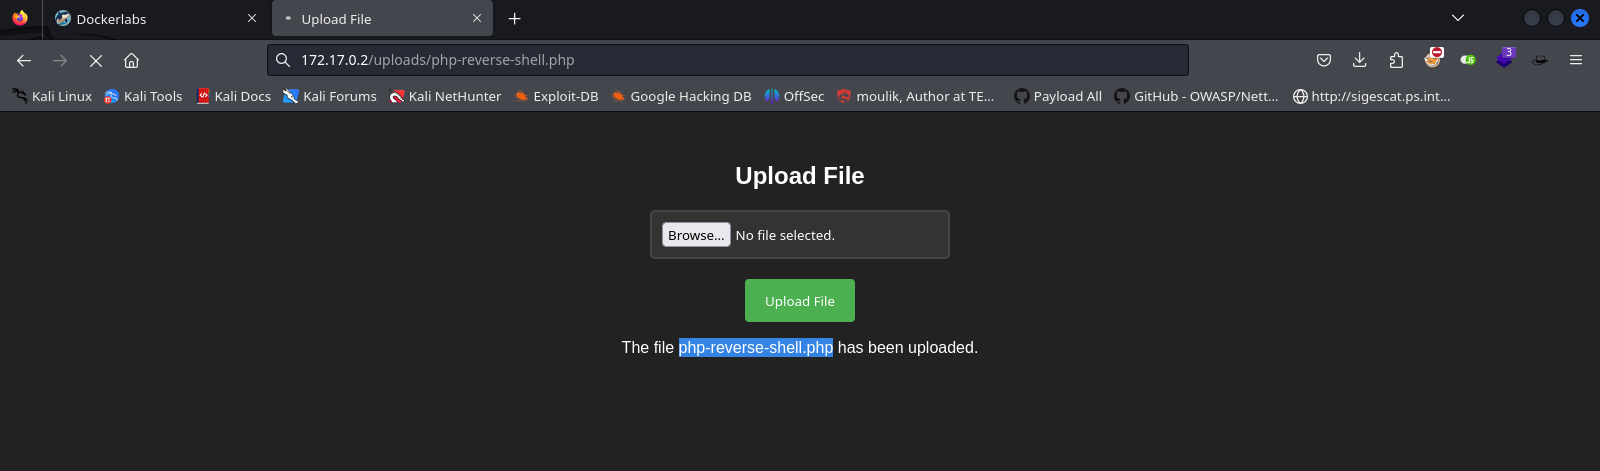 Dockerlabs
Upload File
172.17.0.2/uploads/php-reverse-shell.php
3
Kali Linux Kali Tools Kali Docs Kali Forums Kali NetHunter Exploit-DB Google Hacking DB OffSec moulik, Author at TE... Payload All GitHub - OWASP/Nett... http://sigescat.ps.int...
Upload File
Browse... No file selected.
Upload File
The file php-reverse-shell.php has been uploaded.